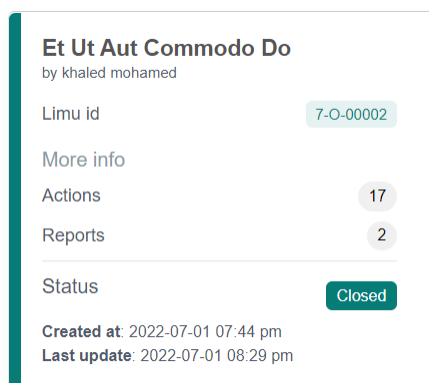 Et Ut Aut Commodo Do
by khaled mohamed
Limu id 7-O-00002
More info
Actions 17
Reports 2
Status Closed
Created at: 2022-07-01 07:44 pm
Last update: 2022-07-01 08:29 pm